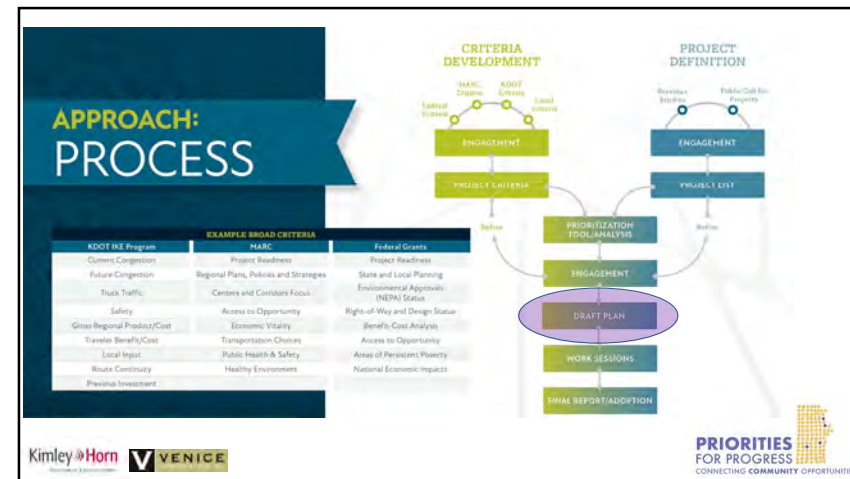 APPROACH:
PROCESS
EXAMPLE BROAD CRITERIA
KDOT IKE Program MARC Federal Grants
Current Congestion Project Readiness Project Readiness
Future Congestion Regional Plans, Policies and Strategies State and Local Planning
Truck Traffic Centers and Corridors Focus Environmental Approvals
(NEPA) Status
Safety Access to Opportunity Right-of-Way and Design Status
Gross Regional Product/Cost Economic Vitality Benefit-Cost Analysis
Traveler Benefit/Cost Transportation Choices Access to Opportunity
Local Input Public Health & Safety Areas of Persistent Poverty
Route Continuity Healthy Environment National Economic Impacts
Previous Investment
CRITERIA
DEVELOPMENT
Federal
Criteria
MARC
Criteria
KDOT
Criteria
Local
Criteria
ENGAGEMENT
PROJECT CRITERIA
Refine
PROJECT
DEFINITION
Previous
Studies
Public Call for
Projects
ENGAGEMENT
PROJECT LIST
Refine
PRIORITIZATION
TOOL/ANALYSIS
ENGAGEMENT
DRAFT PLAN
WORK SESSIONS
FINAL REPORT/ADOPTION
Kimley»Horn
V VENICE
PRIORITIES
FOR PROGRESS
CONNECTING COMMUNITY OPPORTUNITIES